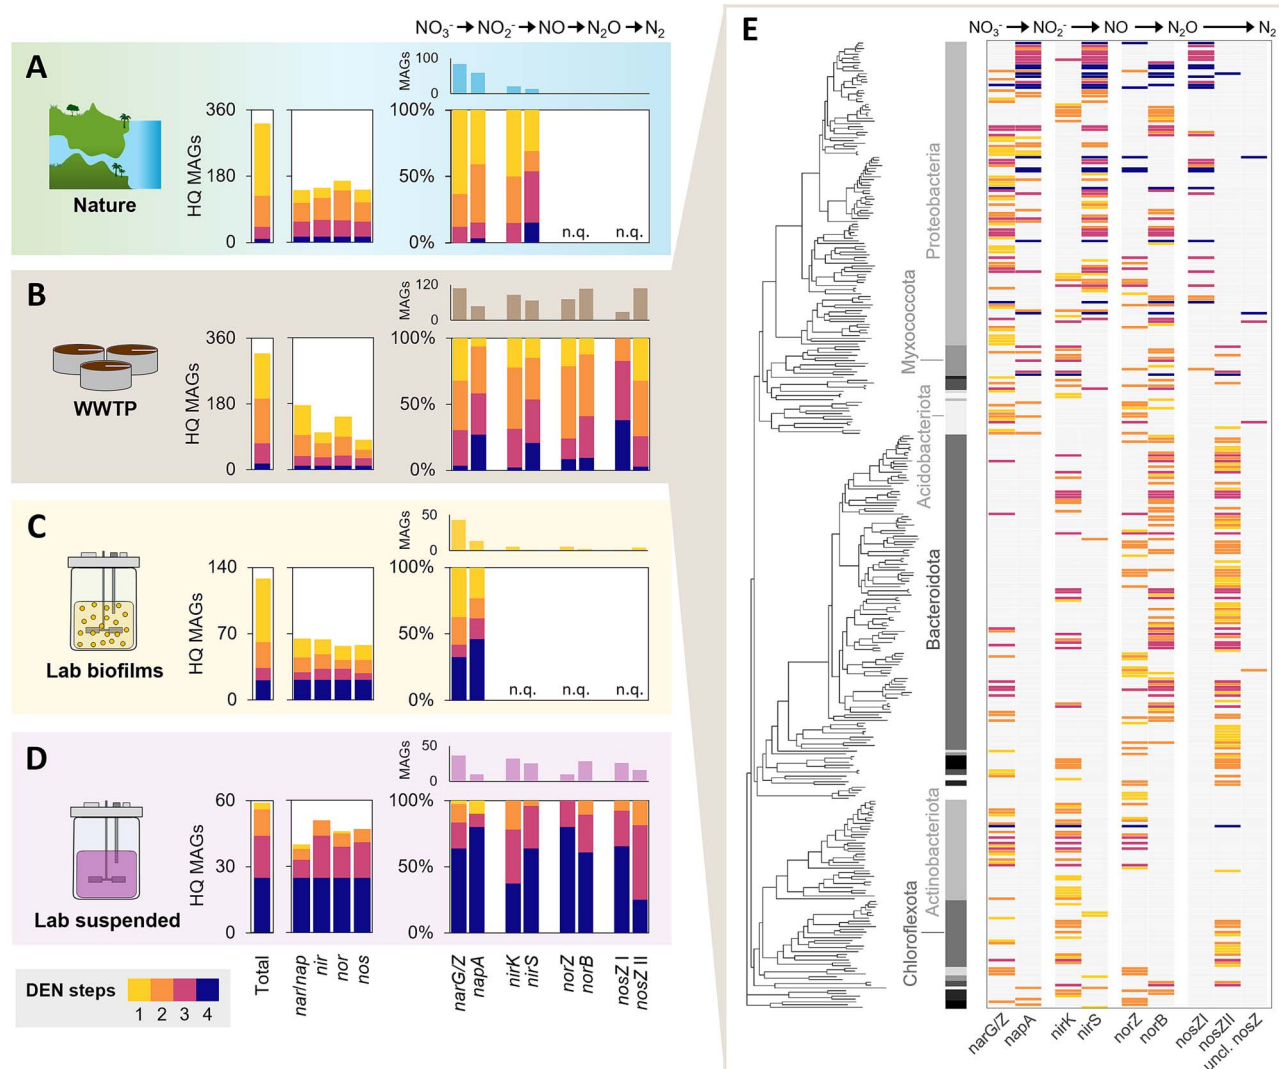 NO₃⁻ → NO₂⁻ → NO → N₂O → N₂
A
MAGs
100
0
Nature
HQ MAGs
360
180
0
100%
50%
0%
n.q.
n.q.
B
MAGs
120
0
WWTP
HQ MAGs
360
180
0
100%
50%
0%
C
MAGs
50
0
Lab biofilms
HQ MAGs
140
70
0
100%
50%
0%
n.q.
n.q.
n.q.
D
MAGs
50
0
Lab suspended
HQ MAGs
60
30
0
100%
50%
0%
Total
nar/nap
nir
nor
nos
narG/Z
napA
nirK
nirS
norZ
norB
nosZ I
nosZ II
DEN steps
1 2 3 4
E
NO₃⁻ → NO₂⁻ → NO → N₂O → N₂
Proteobacteria
Myxococcota
Acidobacteriota
Bacteroidota
Actinobacteriota
Chloroflexota
narG/Z
napA
nirK
nirS
norZ
norB
nosZI
nosZII
uncl. nosZ